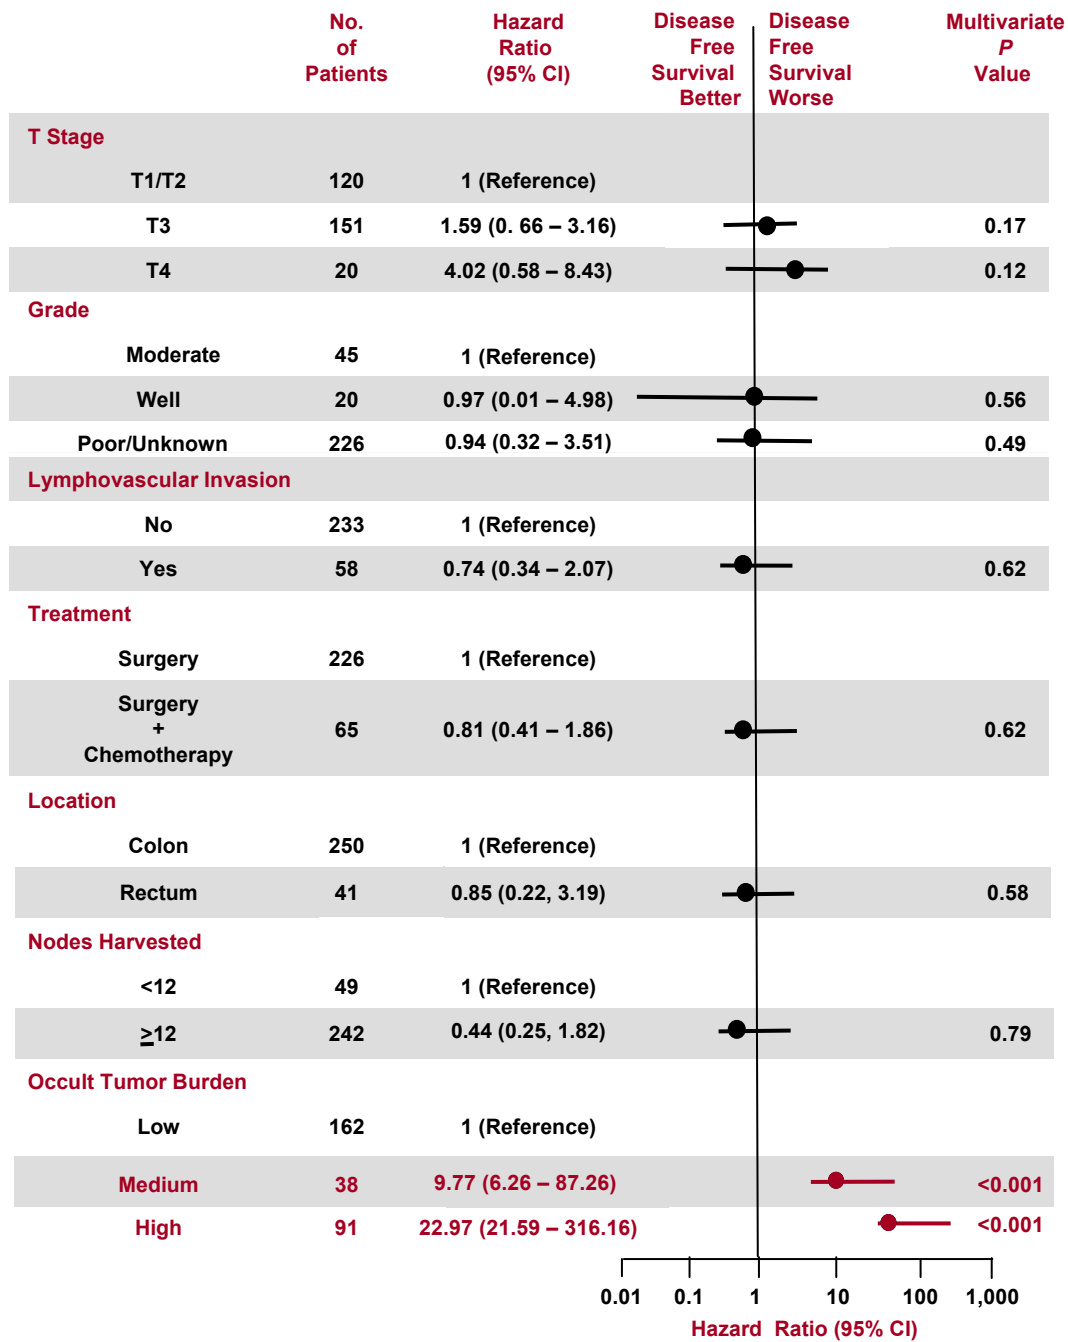 No.
of
Patients
Hazard
Ratio
(95% CI)
Disease
Free
Survival
Better
Disease
Free
Survival
Worse
Multivariate
P
Value
T Stage
T1/T2 120 1 (Reference)
T3 151 1.59 (0. 66 – 3.16) 0.17
T4 20 4.02 (0.58 – 8.43) 0.12
Grade
Moderate 45 1 (Reference)
Well 20 0.97 (0.01 – 4.98) 0.56
Poor/Unknown 226 0.94 (0.32 – 3.51) 0.49
Lymphovascular Invasion
No 233 1 (Reference)
Yes 58 0.74 (0.34 – 2.07) 0.62
Treatment
Surgery 226 1 (Reference)
Surgery
+
Chemotherapy
65 0.81 (0.41 – 1.86) 0.62
Location
Colon 250 1 (Reference)
Rectum 41 0.85 (0.22, 3.19) 0.58
Nodes Harvested
<12 49 1 (Reference)
≥12 242 0.44 (0.25, 1.82) 0.79
Occult Tumor Burden
Low 162 1 (Reference)
Medium 38 9.77 (6.26 – 87.26) <0.001
High 91 22.97 (21.59 – 316.16) <0.001
0.01 0.1 1 10 100 1,000
Hazard Ratio (95% CI)